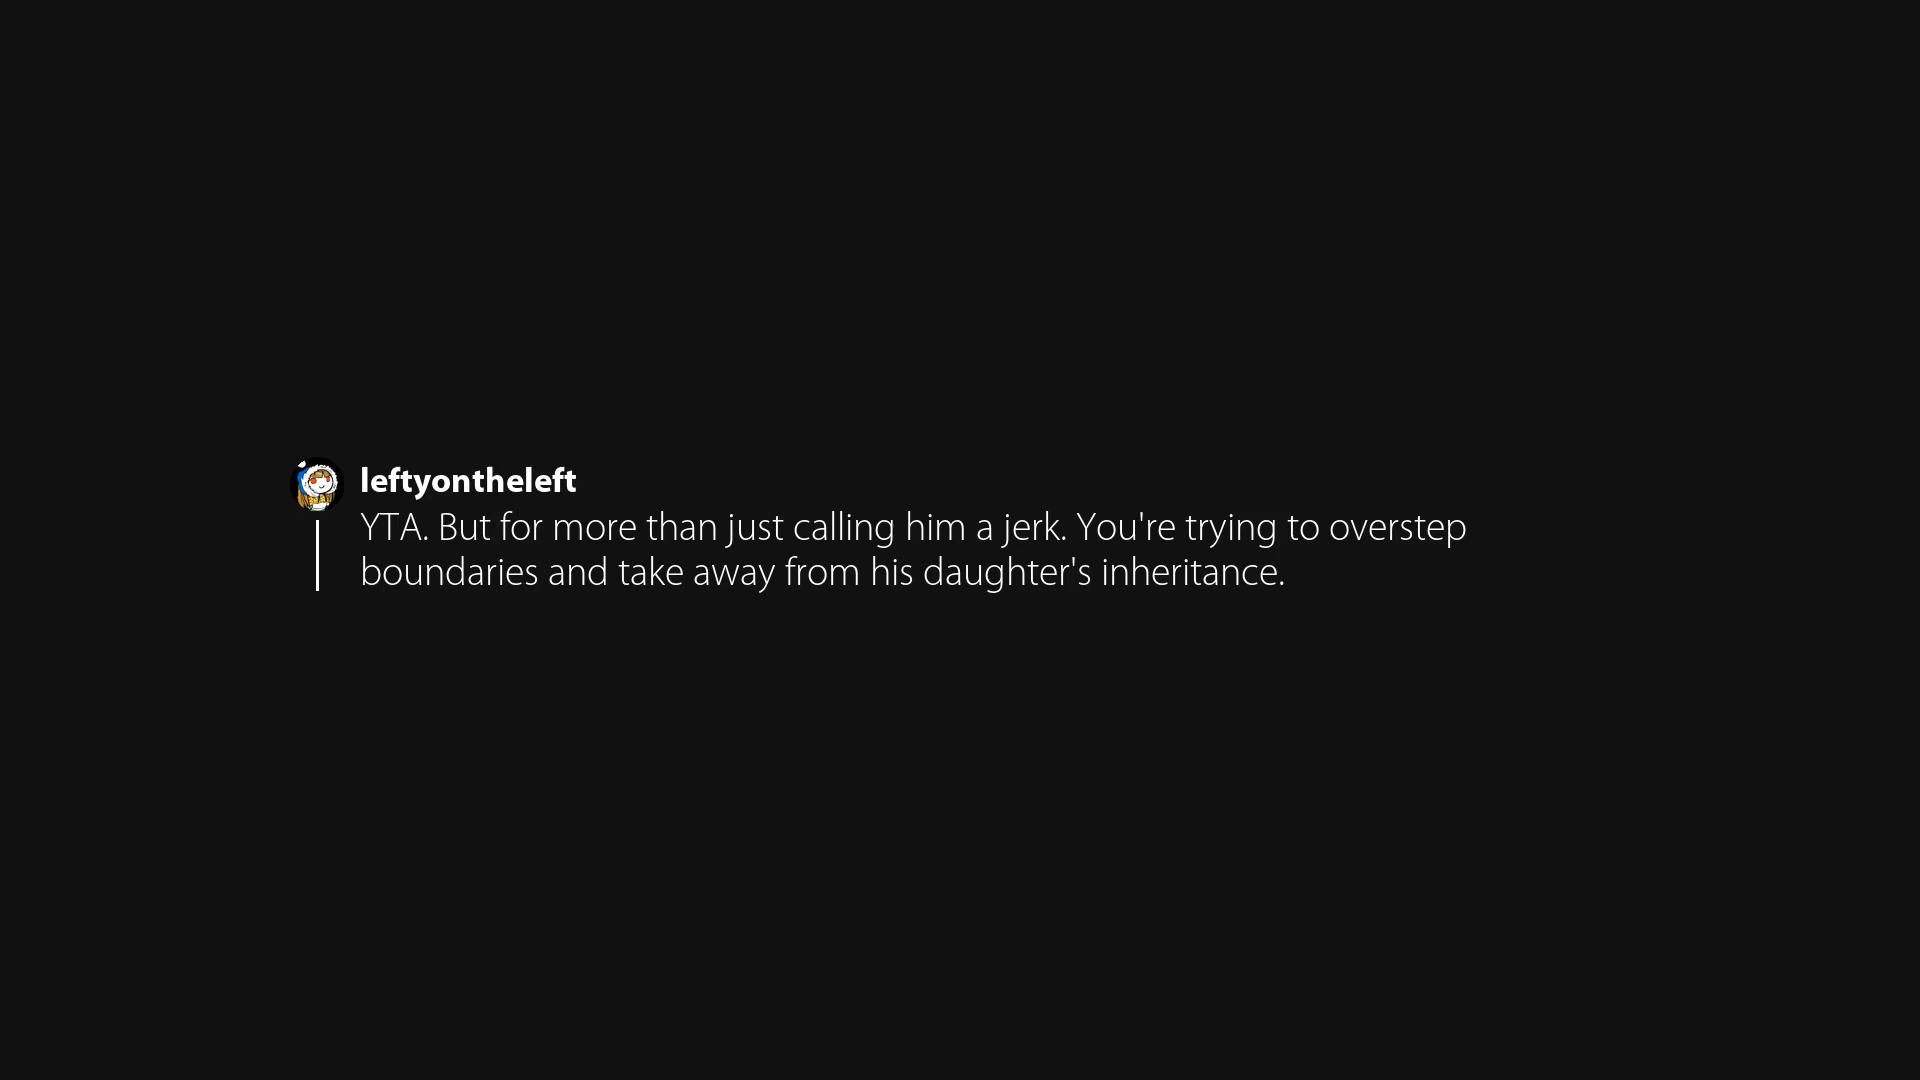 leftyontheleft
YTA. But for more than just calling him a jerk. You're trying to overstep
boundaries and take away from his daughter's inheritance.